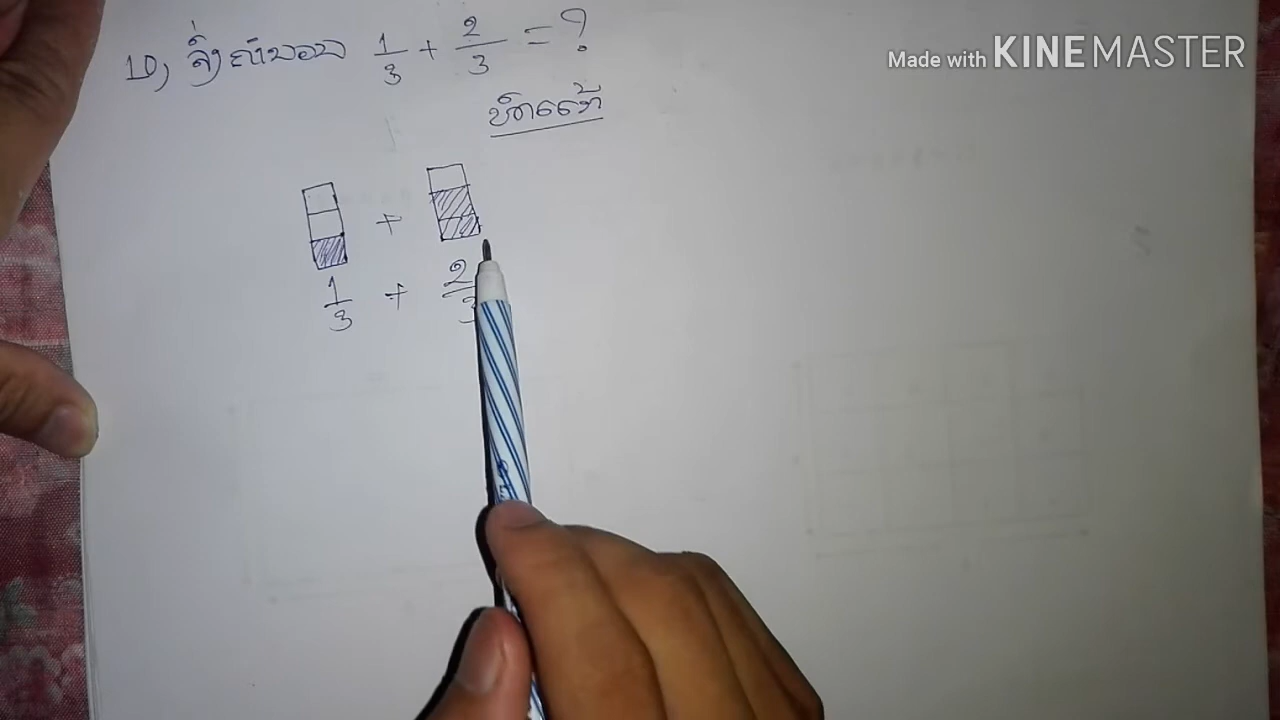 10, ຈົ່ງຄຳນວນ 1/3 + 2/3 = ?
Made with KINEMASTER
ບົດແກ້
+
1/3 + 2/3